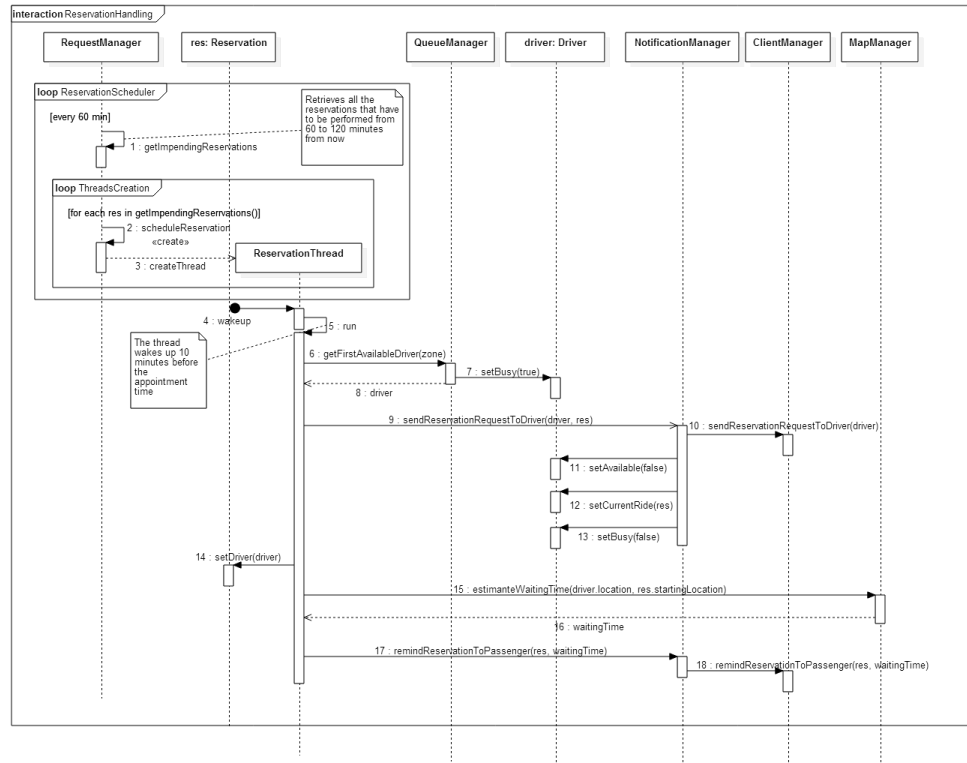 interaction ReservationHandling
RequestManager
res: Reservation
QueueManager
driver: Driver
NotificationManager
ClientManager
MapManager
loop ReservationScheduler
[every 60 min]
Retrieves all the
reservations that have
to be performed from
60 to 120 minutes
from now
1 : getImpendingReservations
loop ThreadsCreation
[for each res in getImpendingReserrvations()]
2 : scheduleReservation
«create»
3 : createThread
ReservationThread
4 : wakeup
5 : run
The thread
wakes up 10
minutes before
the
appointment
time
6 : getFirstAvailableDriver(zone)
7 : setBusy(true)
8 : driver
9 : sendReservationRequestToDriver(driver, res)
10 : sendReservationRequestToDriver(driver)
11 : setAvailable(false)
12 : setCurrentRide(res)
13 : setBusy(false)
14 : setDriver(driver)
15 : estimanteWaitingTime(driver.location, res.startingLocation)
16 : waitingTime
17 : remindReservationToPassenger(res, waitingTime)
18 : remindReservationToPassenger(res, waitingTime)